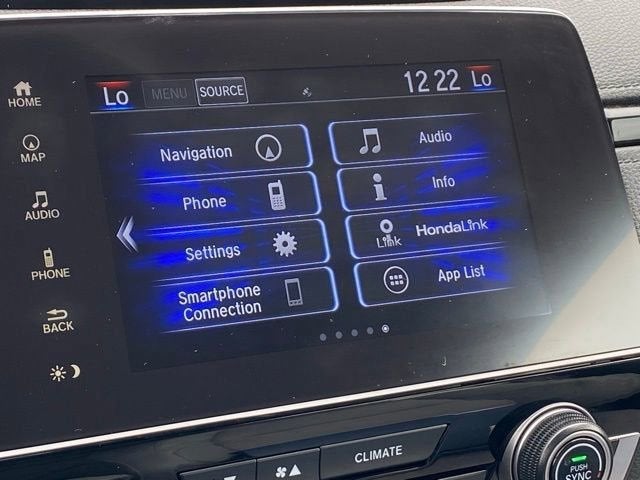 Lo MENU SOURCE 12 22 Lo
HOME
MAP
AUDIO
PHONE
BACK
Navigation
Audio
Phone
Info
Settings
Link HondaLink
Smartphone
Connection
App List
CLIMATE
PUSH
SYNC